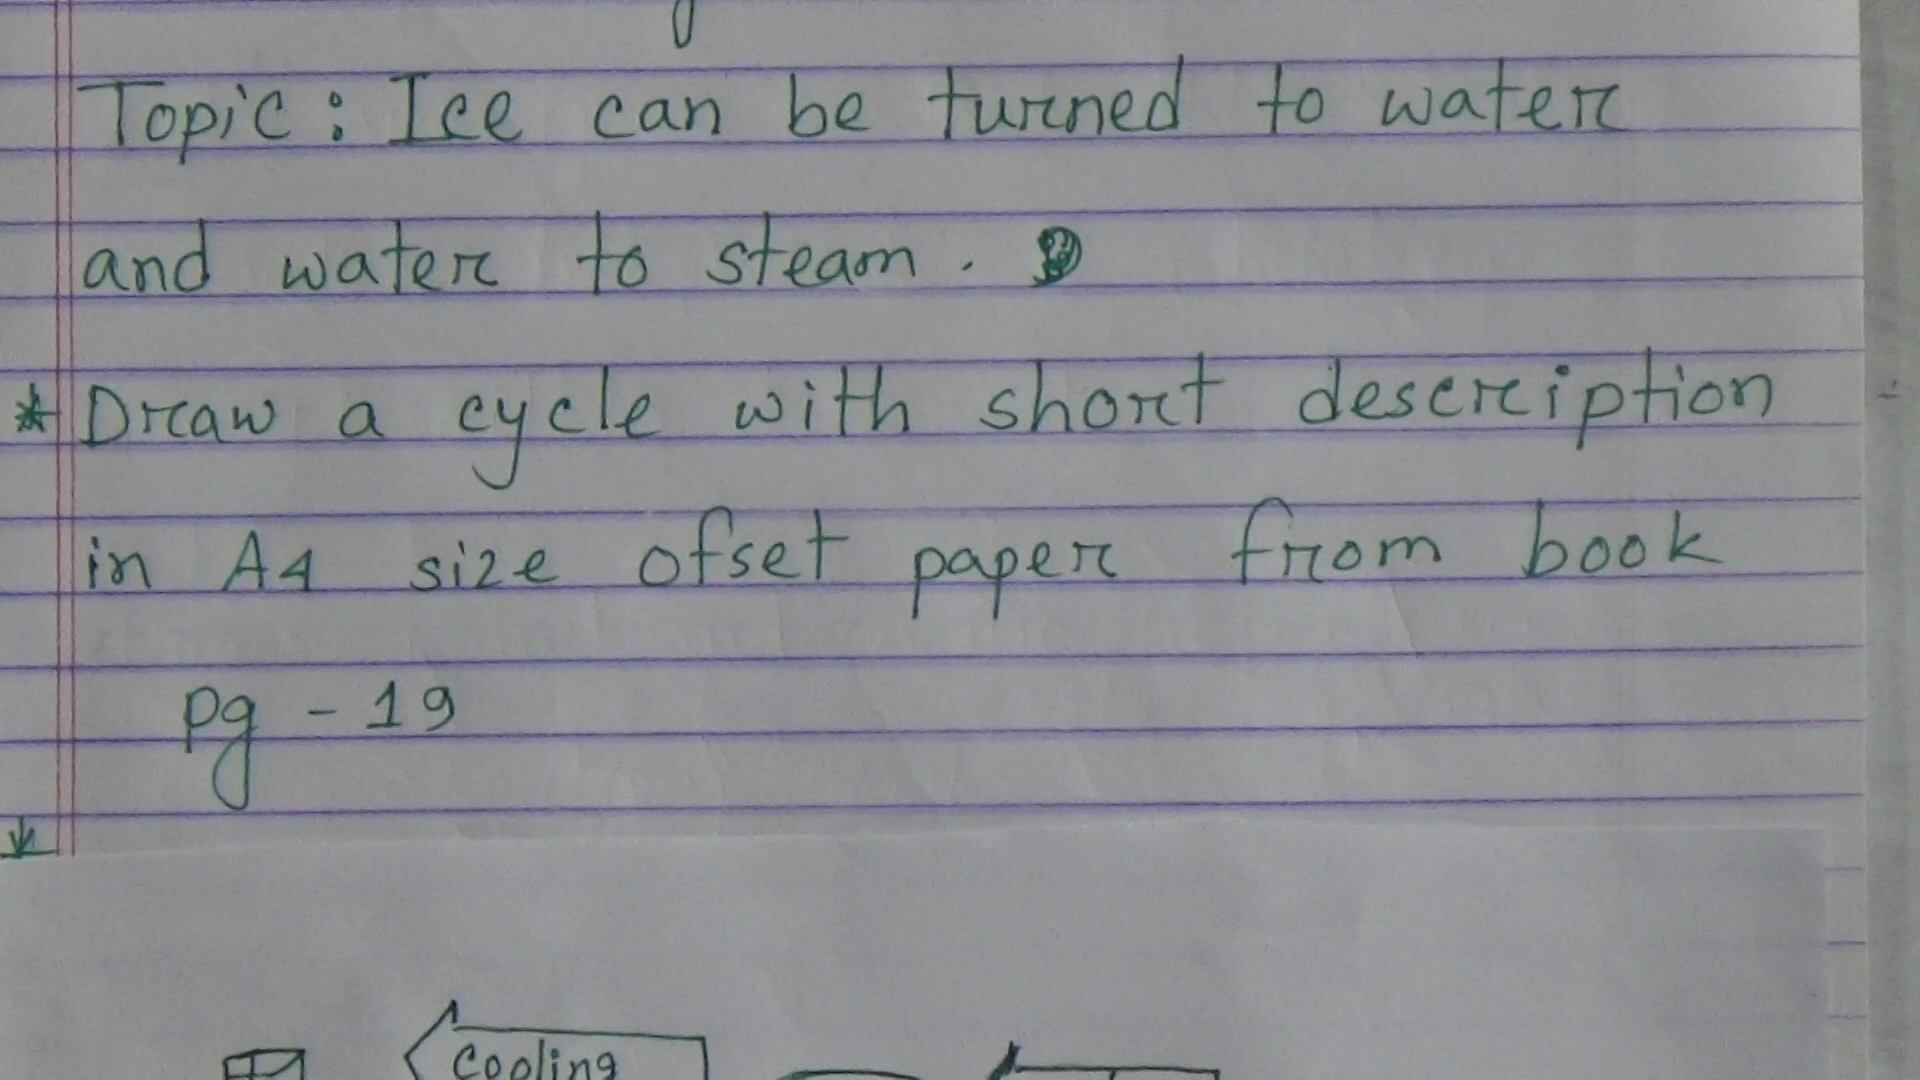 Topic : Ice can be turned to water
and water to steam.
* Draw a cycle with short description
in A4 size ofset paper from book
pg - 19
Cooling